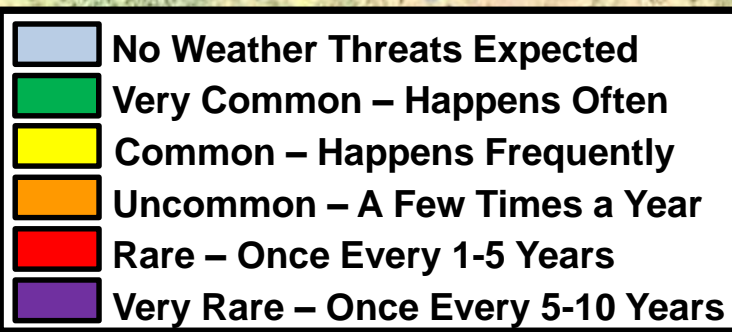 No Weather Threats Expected
Very Common – Happens Often
Common – Happens Frequently
Uncommon – A Few Times a Year
Rare – Once Every 1-5 Years
Very Rare – Once Every 5-10 Years